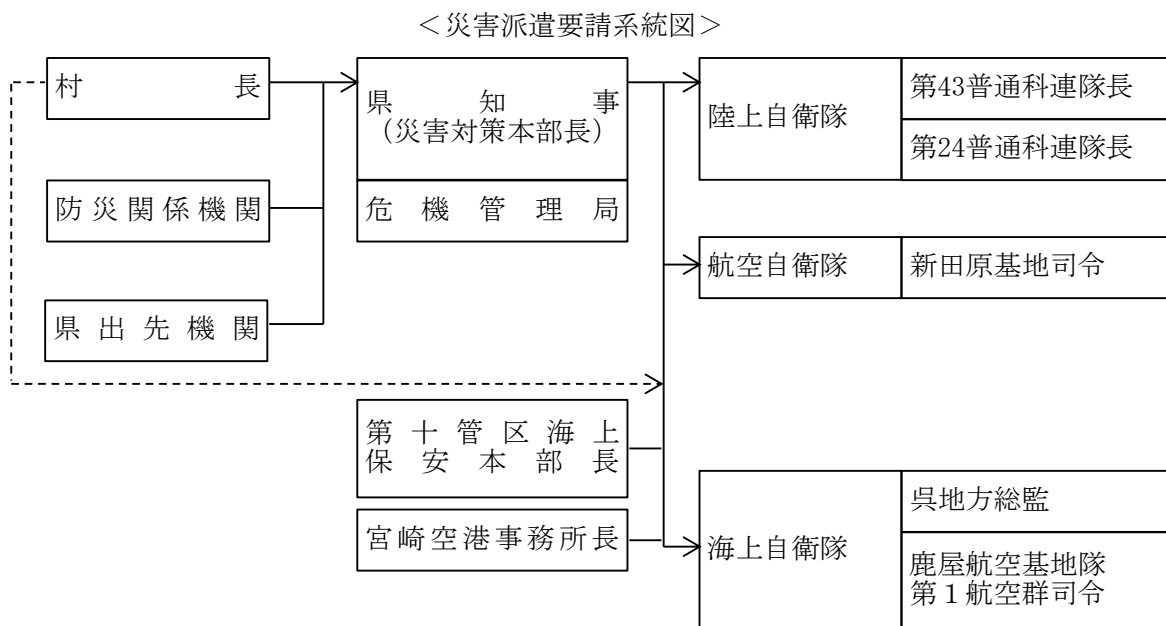 ＜災害派遣要請系統図＞
村長
県知事
（災害対策本部長）
危機管理局
防災関係機関
県出先機関
第十管区海上
保安本部長
宮崎空港事務所長
陸上自衛隊
第43普通科連隊長
第24普通科連隊長
航空自衛隊
新田原基地司令
海上自衛隊
呉地方総監
鹿屋航空基地隊
第１航空群司令